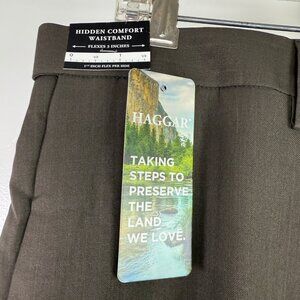 HIDDEN COMFORT
WAISTBAND
FLEXES 3 INCHES
HAGGAR
TAKING
STEPS TO
PRESERVE
THE
LAND
WE LOVE.